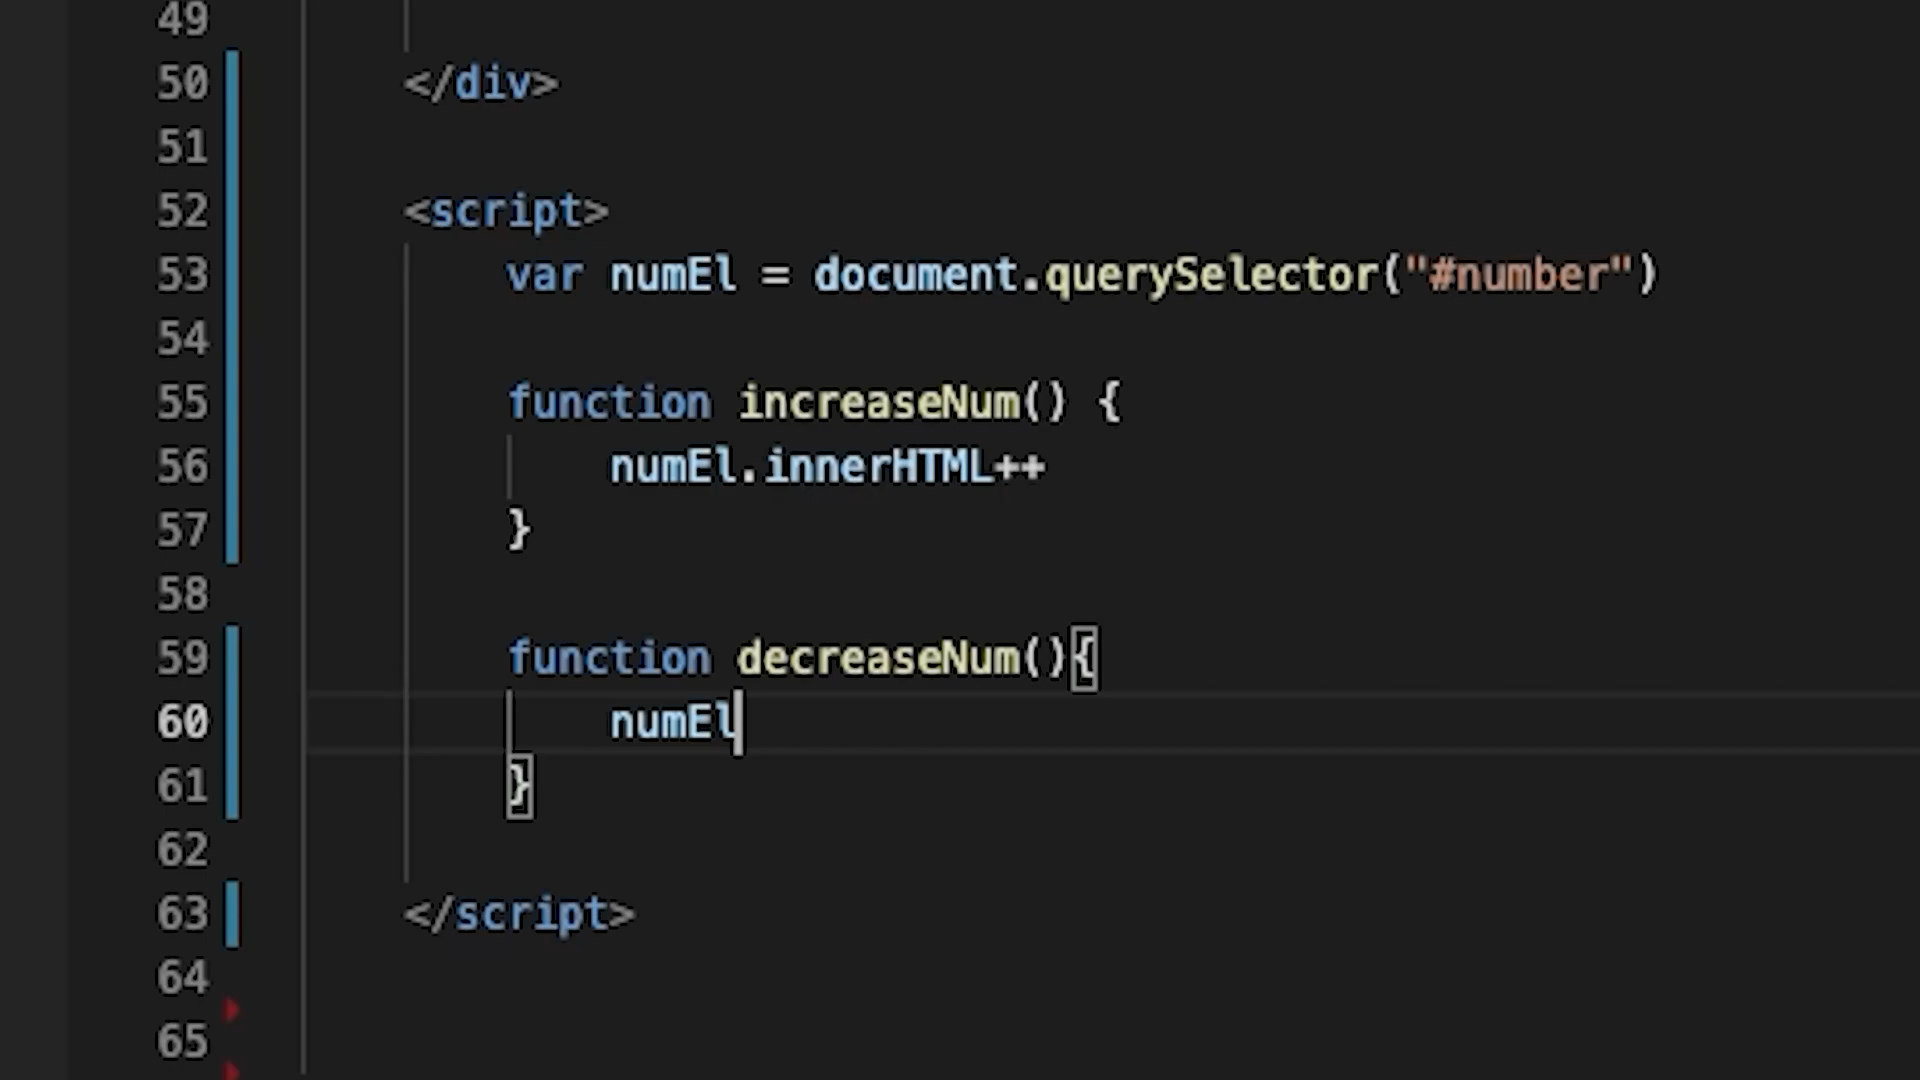 49
50 </div>
51
52 <script>
53 var numEl = document.querySelector("#number")
54
55 function increaseNum() {
56 numEl.innerHTML++
57 }
58
59 function decreaseNum(){
60 numEl
61 }
62
63 </script>
64
65